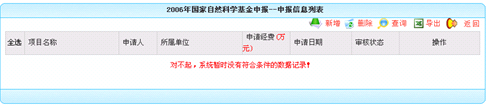 2006年国家自然科学基金申报--申报信息列表
新增 删除 查询 导出 返回
全选 项目名称 申请人 所属单位 申请经费(万元) 申请日期 审核状态 操作
对不起,系统暂时没有符合条件的数据记录!